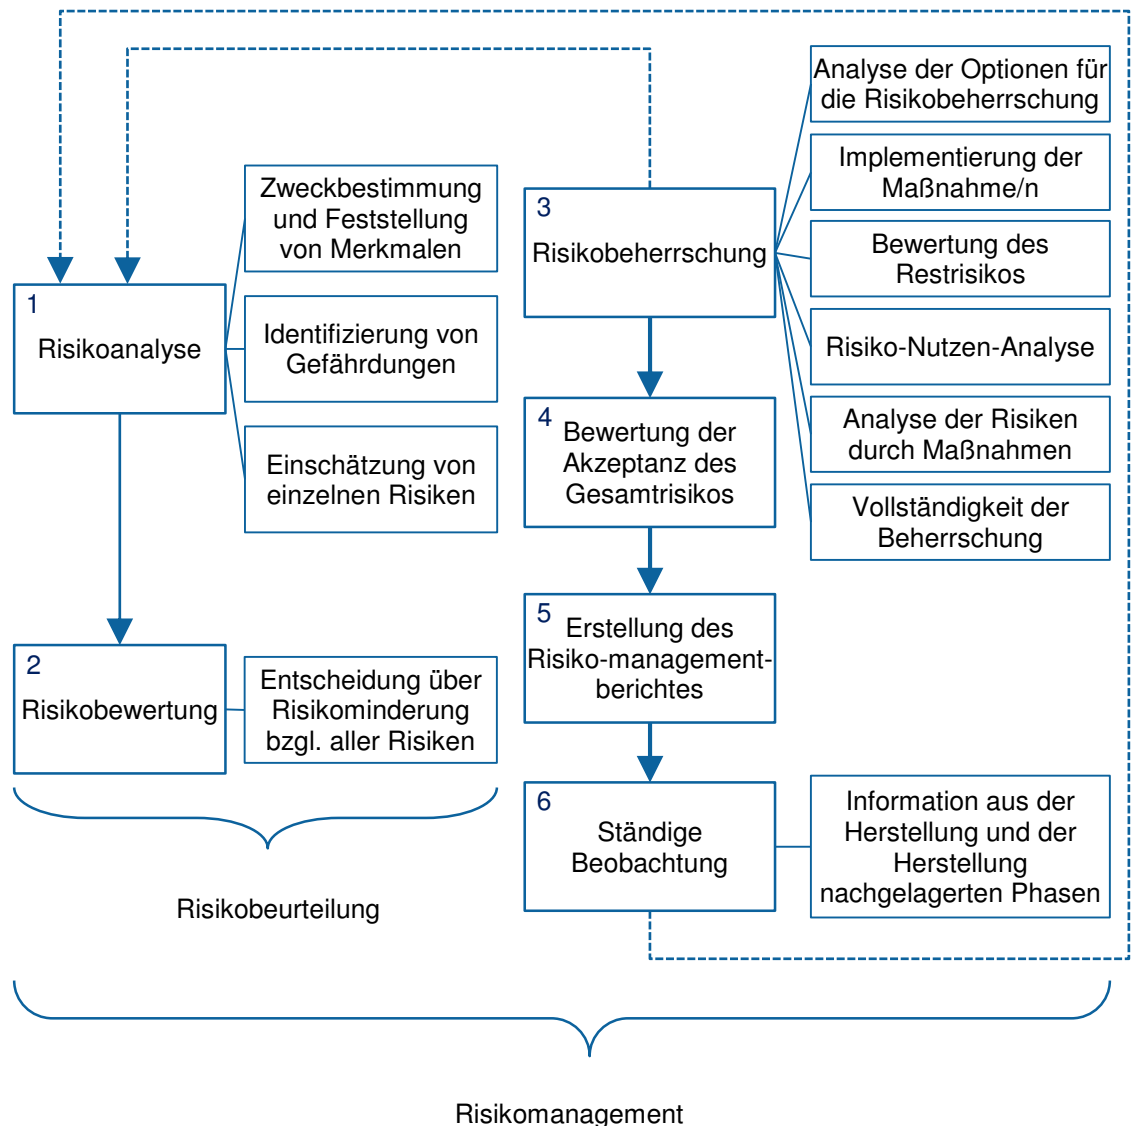 1
Risikoanalyse
Zweckbestimmung
und Feststellung
von Merkmalen
Identifizierung von
Gefährdungen
Einschätzung von
einzelnen Risiken
2
Risikobewertung
Entscheidung über
Risikominderung
bzgl. aller Risiken
Risikobeurteilung
3
Risikobeherrschung
Analyse der Optionen für
die Risikobeherrschung
Implementierung der
Maßnahme/n
Bewertung des
Restrisikos
Risiko-Nutzen-Analyse
Analyse der Risiken
durch Maßnahmen
Vollständigkeit der
Beherrschung
4
Bewertung der
Akzeptanz des
Gesamtrisikos
5
Erstellung des
Risiko-management-
berichtes
6
Ständige
Beobachtung
Information aus der
Herstellung und der
Herstellung
nachgelagerten Phasen
Risikomanagement